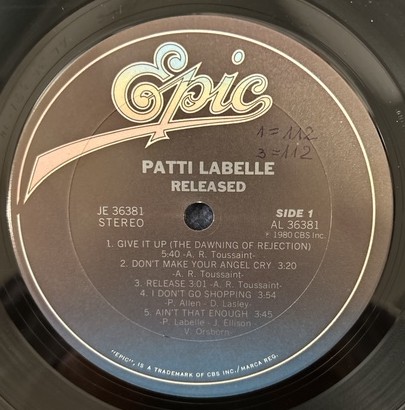 Epic
1=112
3=112
PATTI LABELLE
RELEASED
JE 36381
STEREO
SIDE 1
AL 36381
℗ 1980 CBS Inc.
1. GIVE IT UP (THE DAWNING OF REJECTION)
5:40 -A. R. Toussaint-
2. DON'T MAKE YOUR ANGEL CRY 3:20
-A. R. Toussaint-
3. RELEASE 3:01 -A. R. Toussaint-
4. I DON'T GO SHOPPING 3:54
-P. Allen - D. Lasley-
5. AIN'T THAT ENOUGH 3:45
-P. Labelle - J. Ellison -
V. Orsborn-
"EPIC", IS A TRADEMARK OF CBS INC./MARCA REG.